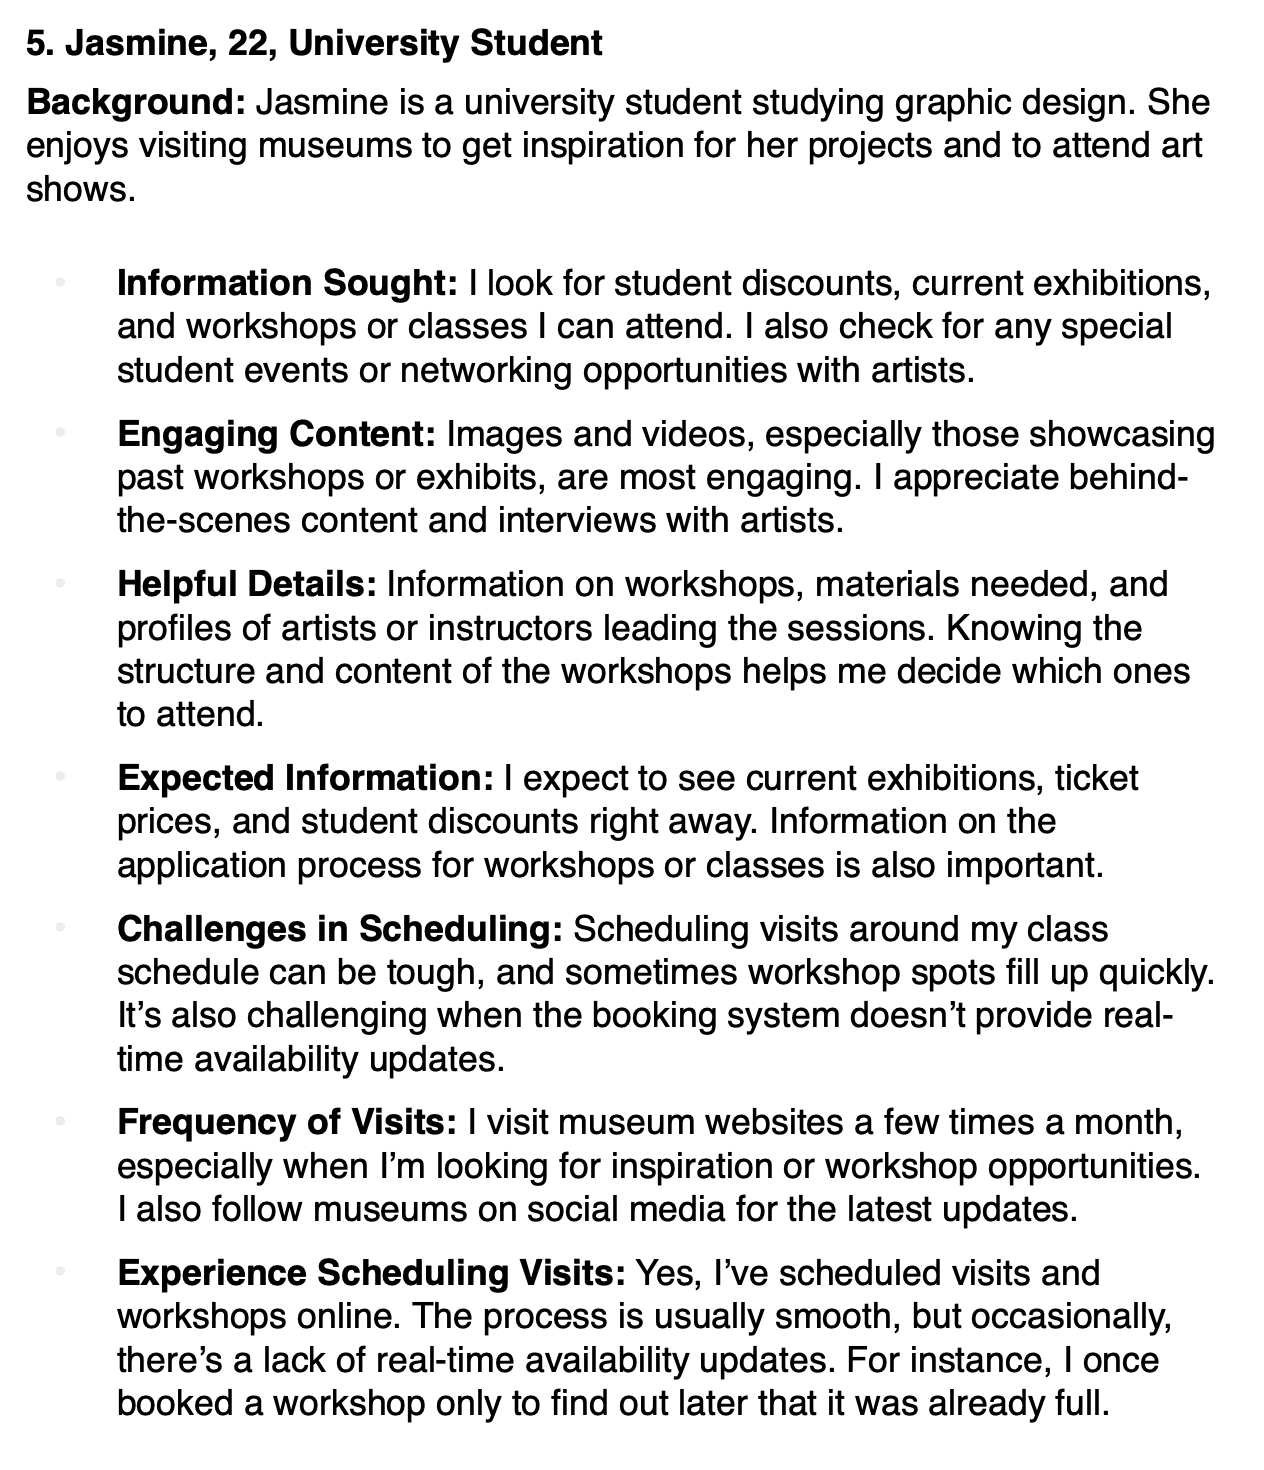 5. Jasmine, 22, University Student
Background: Jasmine is a university student studying graphic design. She
enjoys visiting museums to get inspiration for her projects and to attend art
shows.
Information Sought: I look for student discounts, current exhibitions,
and workshops or classes I can attend. I also check for any special
student events or networking opportunities with artists.
Engaging Content: Images and videos, especially those showcasing
past workshops or exhibits, are most engaging. I appreciate behind-
the-scenes content and interviews with artists.
Helpful Details: Information on workshops, materials needed, and
profiles of artists or instructors leading the sessions. Knowing the
structure and content of the workshops helps me decide which ones
to attend.
Expected Information: I expect to see current exhibitions, ticket
prices, and student discounts right away. Information on the
application process for workshops or classes is also important.
Challenges in Scheduling: Scheduling visits around my class
schedule can be tough, and sometimes workshop spots fill up quickly.
It’s also challenging when the booking system doesn’t provide real-
time availability updates.
Frequency of Visits: I visit museum websites a few times a month,
especially when I’m looking for inspiration or workshop opportunities.
I also follow museums on social media for the latest updates.
Experience Scheduling Visits: Yes, I’ve scheduled visits and
workshops online. The process is usually smooth, but occasionally,
there’s a lack of real-time availability updates. For instance, I once
booked a workshop only to find out later that it was already full.